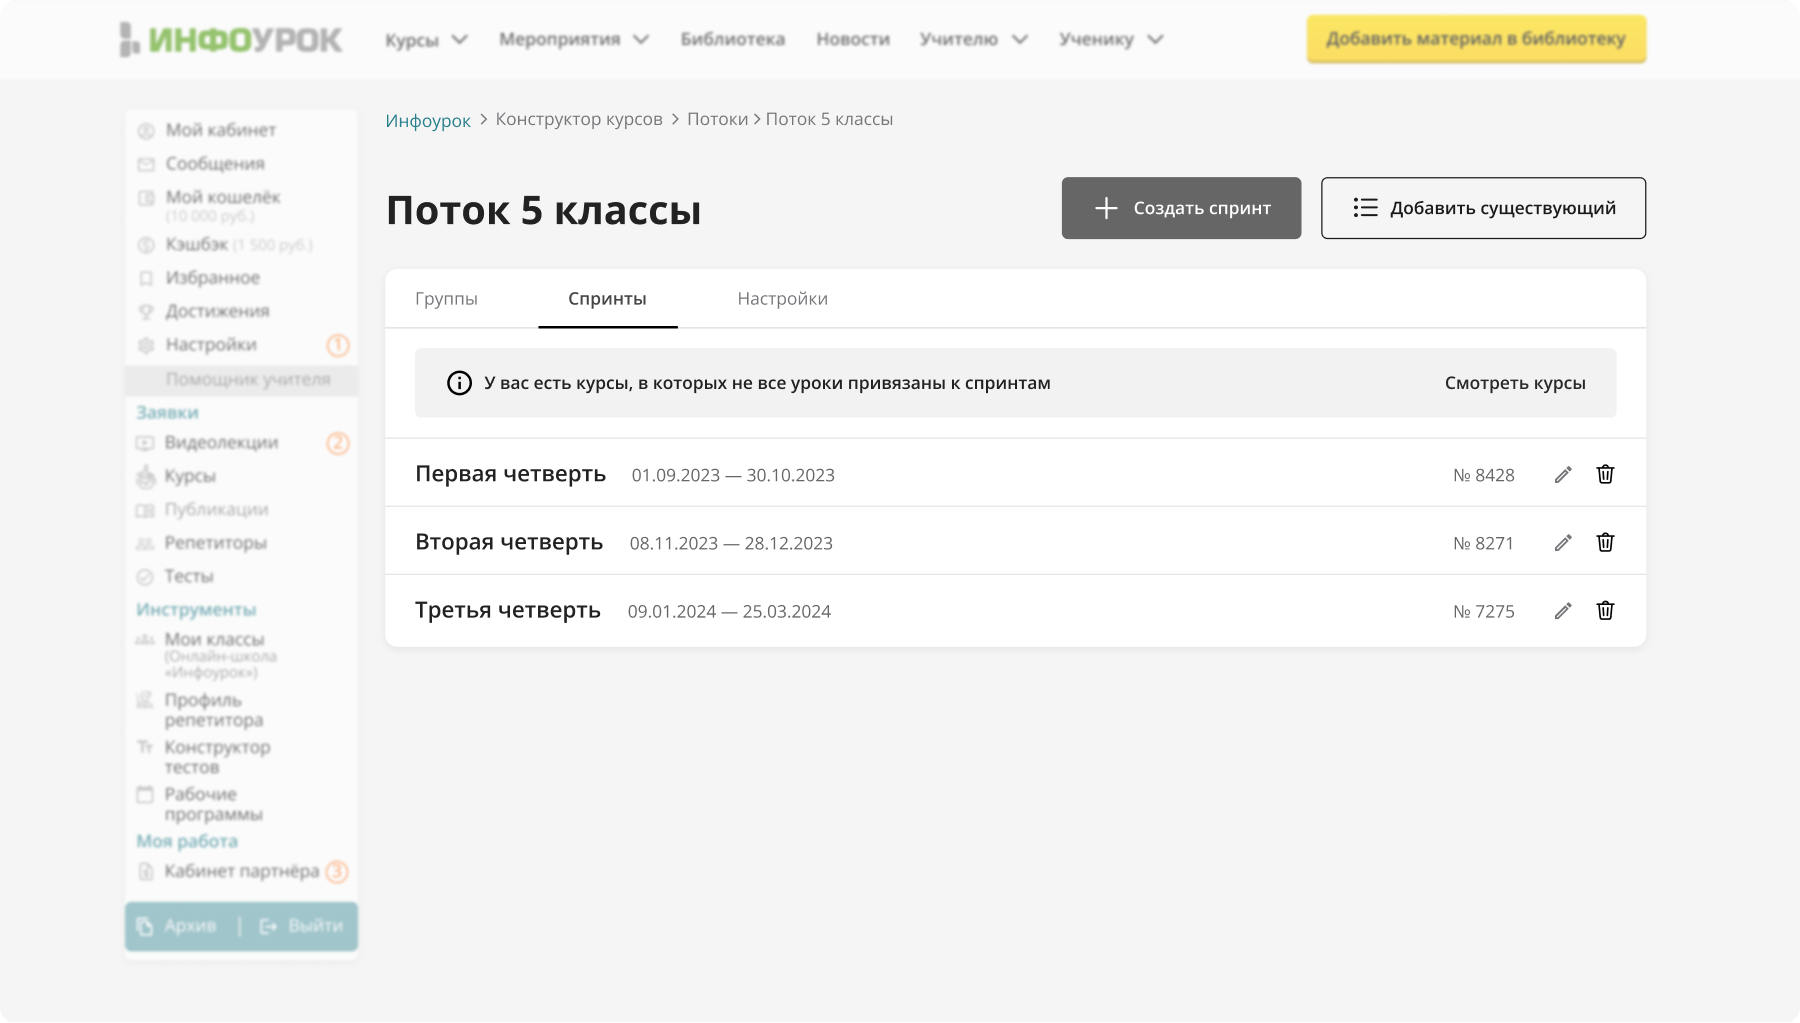 ИНФОУРОК
Курсы
Мероприятия
Библиотека
Новости
Учителю
Ученику
Добавить материал в библиотеку
Мой кабинет
Сообщения
Мой кошелёк
(10 000 руб.)
Кэшбэк (1 500 руб.)
Избранное
Достижения
Настройки 1
Помощник учителя
Заявки
Видеолекции 2
Курсы
Публикации
Репетиторы
Тесты
Инструменты
Мои классы
(Онлайн-школа
«Инфоурок»)
Профиль
репетитора
Конструктор
тестов
Рабочие
программы
Моя работа
Кабинет партнёра 3
Архив | Выйти
Инфоурок > Конструктор курсов > Потоки > Поток 5 классы
Поток 5 классы
Создать спринт
Добавить существующий
Группы
Спринты
Настройки
У вас есть курсы, в которых не все уроки привязаны к спринтам
Смотреть курсы
Первая четверть 01.09.2023 — 30.10.2023 № 8428
Вторая четверть 08.11.2023 — 28.12.2023 № 8271
Третья четверть 09.01.2024 — 25.03.2024 № 7275